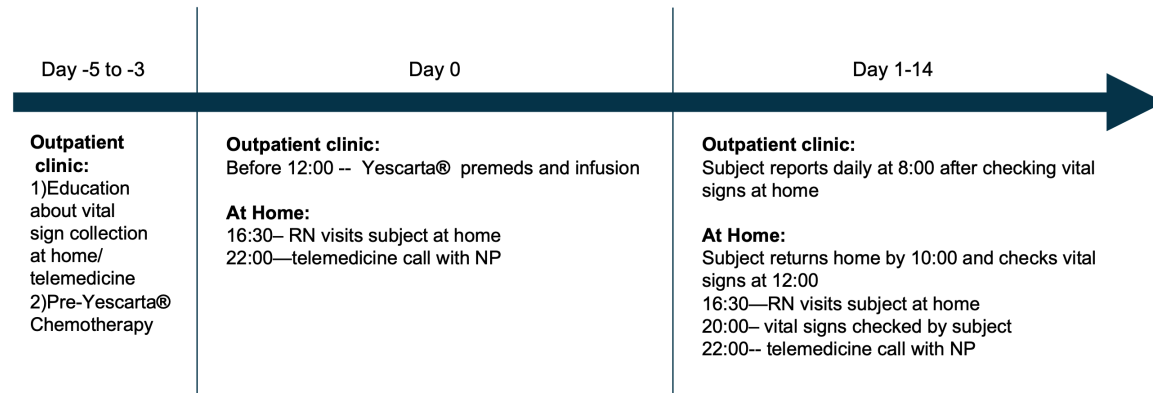 Day -5 to -3
Day 0
Day 1-14
Outpatient
clinic:
1)Education
about vital
sign collection
at home/
telemedicine
2)Pre-Yescarta®
Chemotherapy
Outpatient clinic:
Before 12:00 -- Yescarta® premeds and infusion
At Home:
16:30– RN visits subject at home
22:00—telemedicine call with NP
Outpatient clinic:
Subject reports daily at 8:00 after checking vital
signs at home
At Home:
Subject returns home by 10:00 and checks vital
signs at 12:00
16:30—RN visits subject at home
20:00– vital signs checked by subject
22:00-- telemedicine call with NP